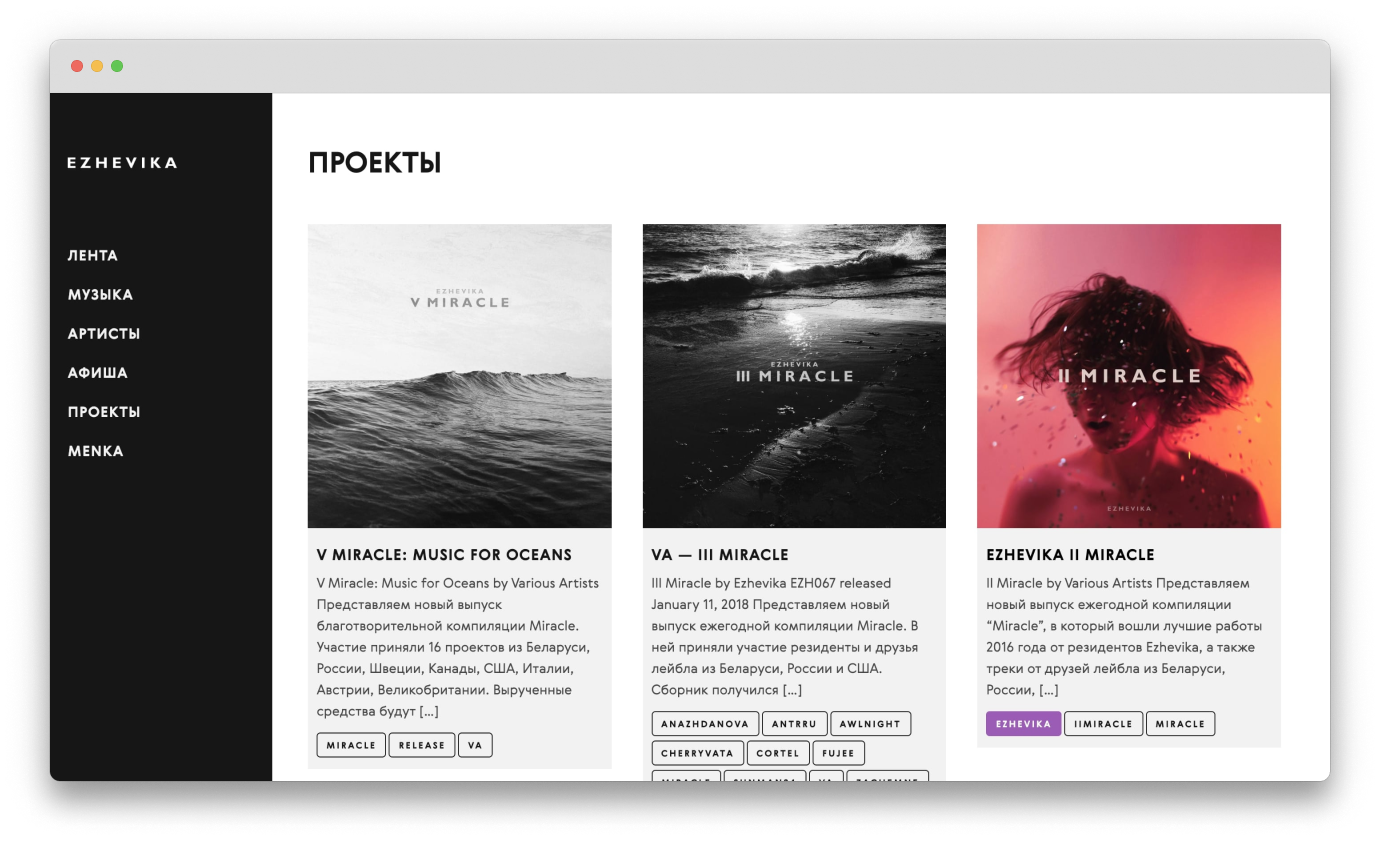 EZHEVIKA
ЛЕНТА
МУЗЫКА
АРТИСТЫ
АФИША
ПРОЕКТЫ
MENKA
ПРОЕКТЫ
EZHEVIKA
V MIRACLE
V MIRACLE: MUSIC FOR OCEANS
V Miracle: Music for Oceans by Various Artists
Представляем новый выпуск
благотворительной компиляции Miracle.
Участие приняли 16 проектов из Беларуси,
России, Швеции, Канады, США, Италии,
Австрии, Великобритании. Вырученные
средства будут [...]
MIRACLE RELEASE VA
EZHEVIKA
III MIRACLE
VA — III MIRACLE
III Miracle by Ezhevika EZH067 released
January 11, 2018 Представляем новый
выпуск ежегодной компиляции Miracle. В
ней приняли участие резиденты и друзья
лейбла из Беларуси, России и США.
Сборник получился [...]
ANAZHDANOVA ANTRRU AWLNIGHT
CHERRYVATA CORTEL FUJEE
MIRACLE VA
II MIRACLE
EZHEVIKA
EZHEVIKA II MIRACLE
II Miracle by Various Artists Представляем
новый выпуск ежегодной компиляции
“Miracle”, в который вошли лучшие работы
2016 года от резидентов Ezhevika, а также
треки от друзей лейбла из Беларуси,
России, [...]
EZHEVIKA IIMIRACLE MIRACLE